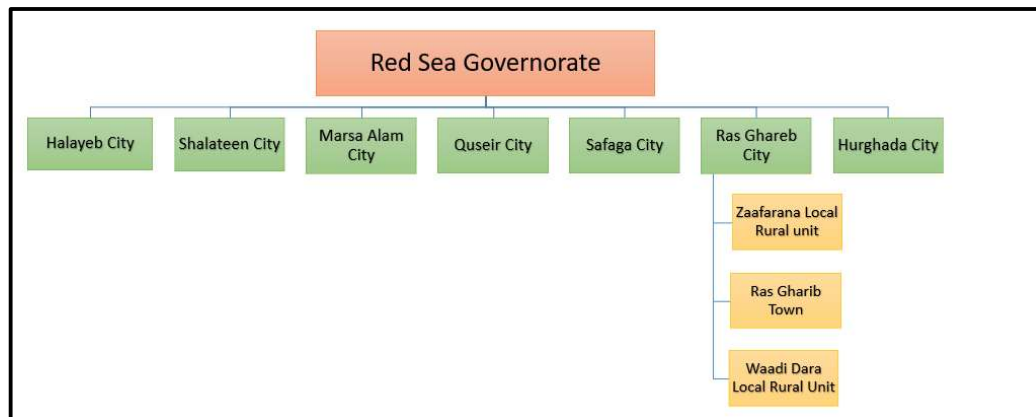 Red Sea Governorate
Halayeb City
Shalateen City
Marsa Alam
City
Quseir City
Safaga City
Ras Ghareb
City
Hurghada City
Zaafarana Local
Rural unit
Ras Gharib
Town
Waadi Dara
Local Rural Unit